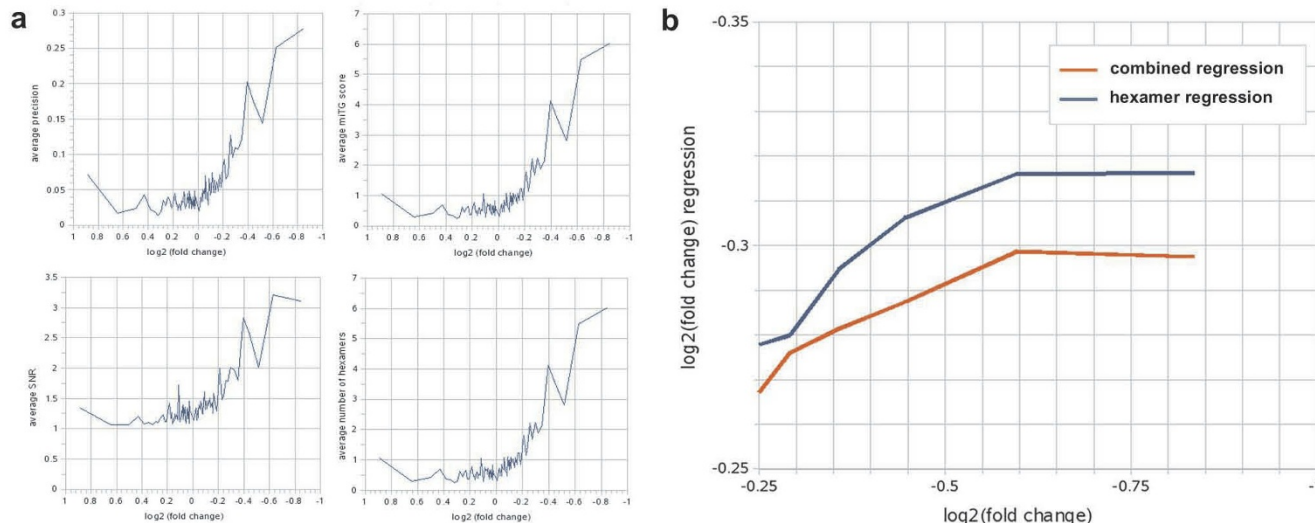 a
average precision
0.3
0.25
0.2
0.15
0.1
0.05
0
1 0.8 0.6 0.4 0.2 0 -0.2 -0.4 -0.6 -0.8 -1
log2 (fold change)
average miTG score
7
6
5
4
3
2
1
0
1 0.8 0.6 0.4 0.2 0 -0.2 -0.4 -0.6 -0.8 -1
log2 (fold change)
average SNR
3.5
3
2.5
2
1.5
1
0.5
0
1 0.8 0.6 0.4 0.2 0 -0.2 -0.4 -0.6 -0.8 -1
log2 (fold change)
average number of hexamers
7
6
5
4
3
2
1
0
1 0.8 0.6 0.4 0.2 0 -0.2 -0.4 -0.6 -0.8 -1
log2 (fold change)
b
log2(fold change) regression
-0.35
-0.3
-0.25
combined regression
hexamer regression
-0.25 -0.5 -0.75
log2(fold change)